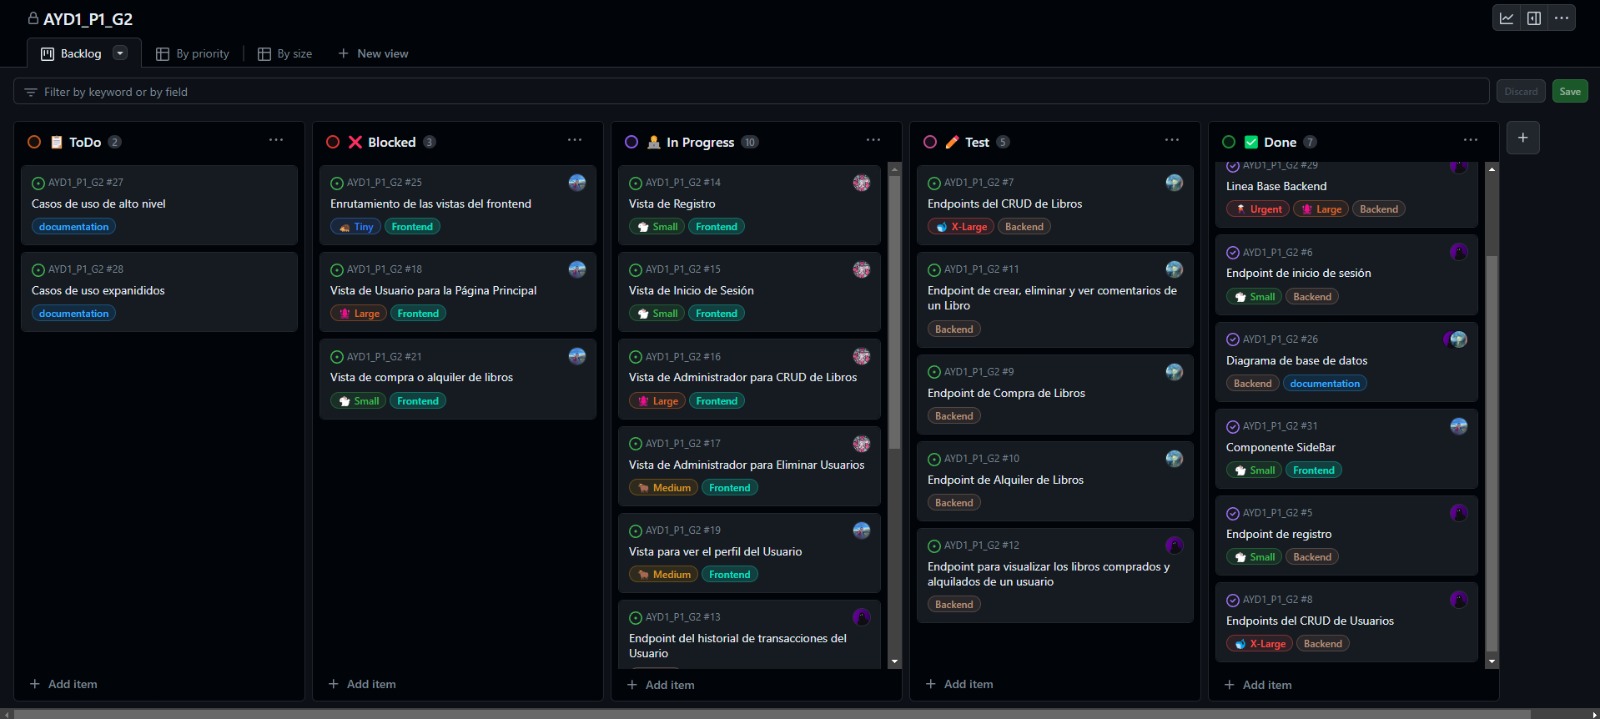 AYD1_P1_G2
Backlog
By priority
By size
New view
Filter by keyword or by field
Discard
Save
ToDo 2
AYD1_P1_G2 #27
Casos de uso de alto nivel
documentation
AYD1_P1_G2 #28
Casos de uso expanididos
documentation
Add item
Blocked 3
AYD1_P1_G2 #25
Enrutamiento de las vistas del frontend
Tiny Frontend
AYD1_P1_G2 #18
Vista de Usuario para la Página Principal
Large Frontend
AYD1_P1_G2 #21
Vista de compra o alquiler de libros
Small Frontend
Add item
In Progress 10
AYD1_P1_G2 #14
Vista de Registro
Small Frontend
AYD1_P1_G2 #15
Vista de Inicio de Sesión
Small Frontend
AYD1_P1_G2 #16
Vista de Administrador para CRUD de Libros
Large Frontend
AYD1_P1_G2 #17
Vista de Administrador para Eliminar Usuarios
Medium Frontend
AYD1_P1_G2 #19
Vista para ver el perfil del Usuario
Medium Frontend
AYD1_P1_G2 #13
Endpoint del historial de transacciones del
Usuario
Add item
Test 5
AYD1_P1_G2 #7
Endpoints del CRUD de Libros
X-Large Backend
AYD1_P1_G2 #11
Endpoint de crear, eliminar y ver comentarios de
un Libro
Backend
AYD1_P1_G2 #9
Endpoint de Compra de Libros
Backend
AYD1_P1_G2 #10
Endpoint de Alquiler de Libros
Backend
AYD1_P1_G2 #12
Endpoint para visualizar los libros comprados y
alquilados de un usuario
Backend
Add item
Done 7
AYD1_P1_G2 #29
Linea Base Backend
Urgent Large Backend
AYD1_P1_G2 #6
Endpoint de inicio de sesión
Small Backend
AYD1_P1_G2 #26
Diagrama de base de datos
Backend documentation
AYD1_P1_G2 #31
Componente SideBar
Small Frontend
AYD1_P1_G2 #5
Endpoint de registro
Small Backend
AYD1_P1_G2 #8
Endpoints del CRUD de Usuarios
X-Large Backend
Add item